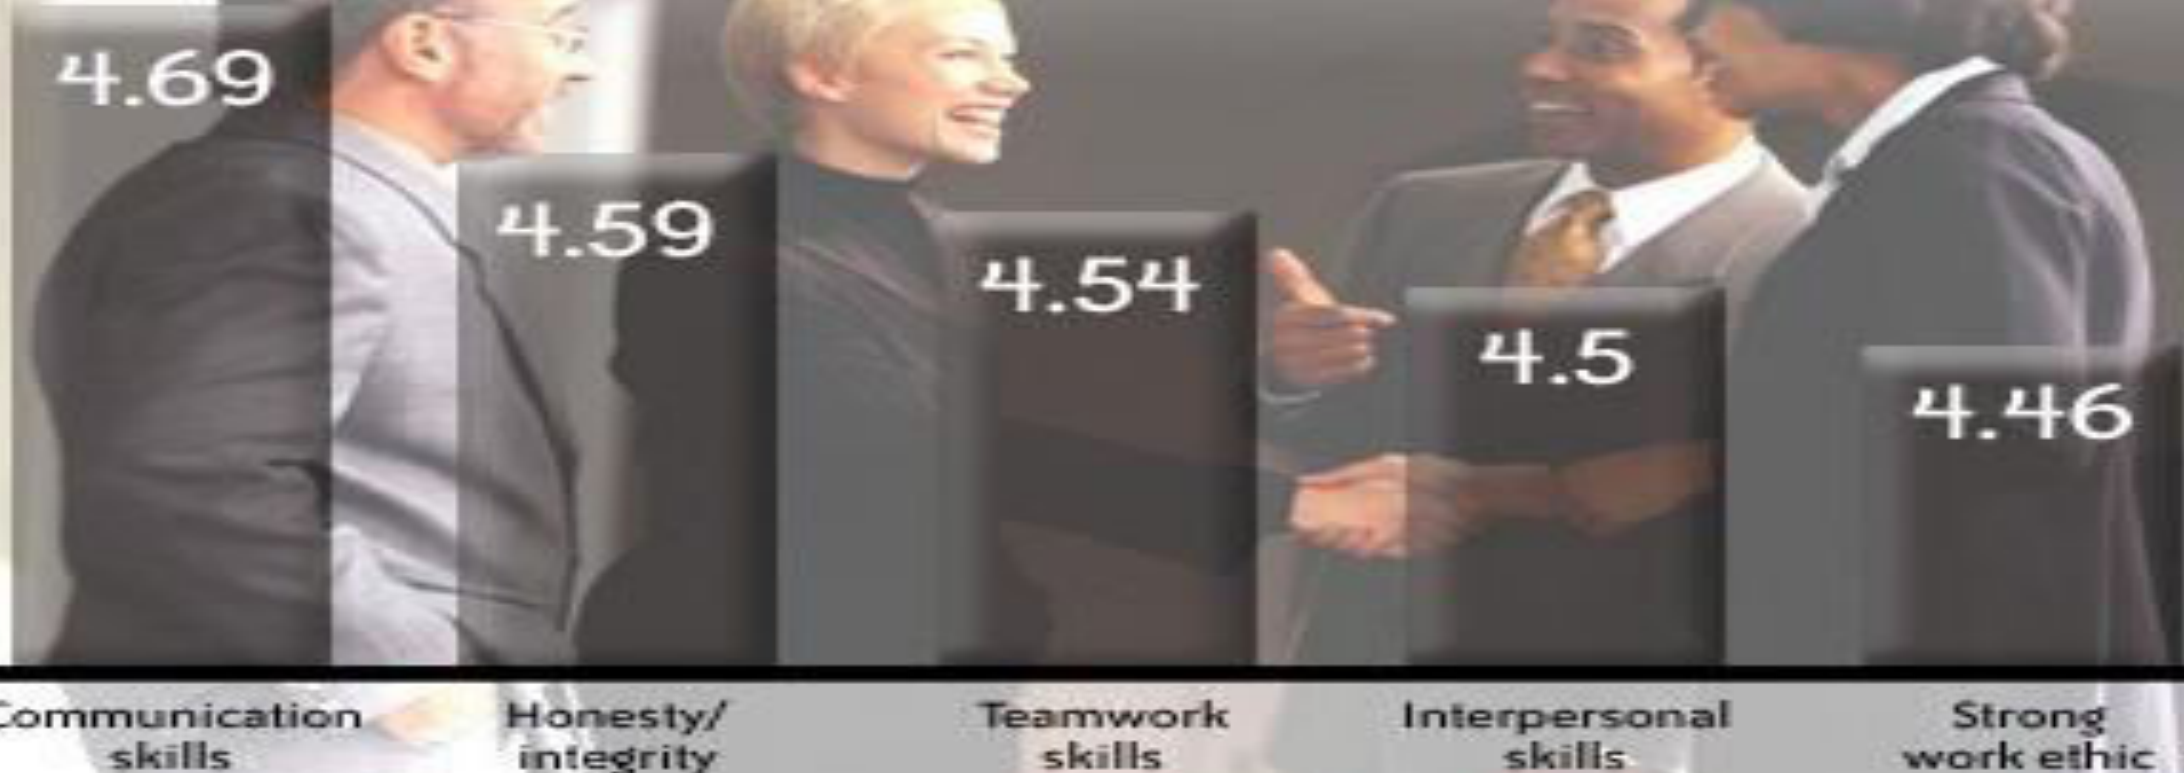 4.69
4.59
4.54
4.5
4.46
Communication Honesty/ Teamwork Interpersonal Strong
skills integrity skills skills work ethic